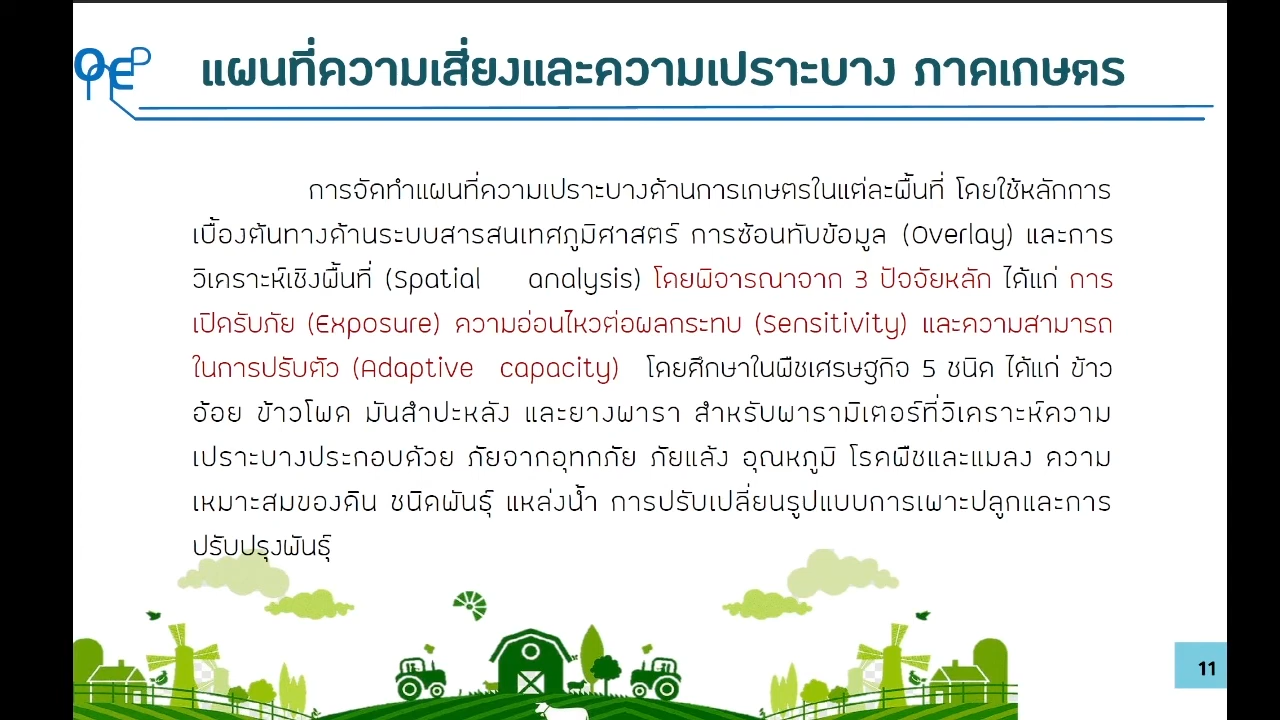 OEP
แผนที่ความเสี่ยงและความเปราะบาง ภาคเกษตร
การจัดทำแผนที่ความเปราะบางด้านการเกษตรในแต่ละพื้นที่ โดยใช้หลักการ
เบื้องต้นทางด้านระบบสารสนเทศภูมิศาสตร์ การซ้อนทับข้อมูล (Overlay) และการ
วิเคราะห์เชิงพื้นที่ (Spatial analysis) โดยพิจารณาจาก 3 ปัจจัยหลัก ได้แก่ การ
เปิดรับภัย (Exposure) ความอ่อนไหวต่อผลกระทบ (Sensitivity) และความสามารถ
ในการปรับตัว (Adaptive capacity) โดยศึกษาในพืชเศรษฐกิจ 5 ชนิด ได้แก่ ข้าว
อ้อย ข้าวโพด มันสำปะหลัง และยางพารา สำหรับพารามิเตอร์ที่วิเคราะห์ความ
เปราะบางประกอบด้วย ภัยจากอุทกภัย ภัยแล้ง อุณหภูมิ โรคพืชและแมลง ความ
เหมาะสมของดิน ชนิดพันธุ์ แหล่งน้ำ การปรับเปลี่ยนรูปแบบการเพาะปลูกและการ
ปรับปรุงพันธุ์
11